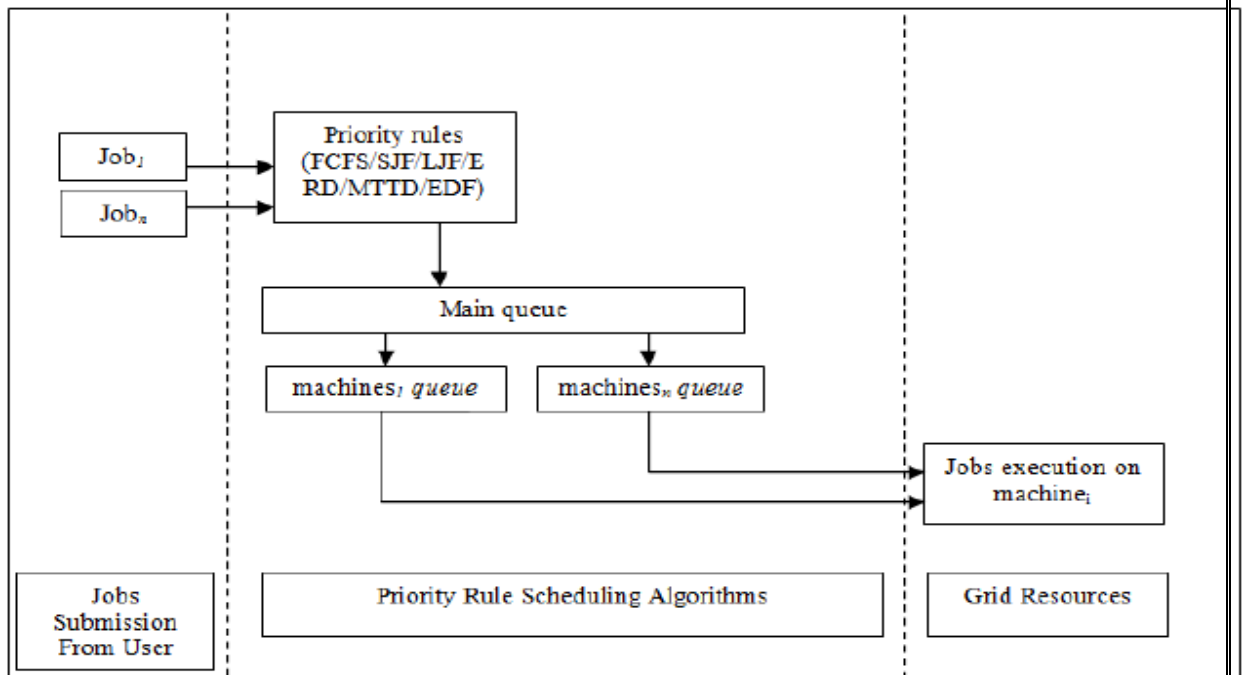 Job1
Jobn
Priority rules
(FCFS/SJF/LJF/E
RD/MTTD/EDF)
Main queue
machines1 queue
machinesn queue
Jobs execution on
machinei
Jobs
Submission
From User
Priority Rule Scheduling Algorithms
Grid Resources